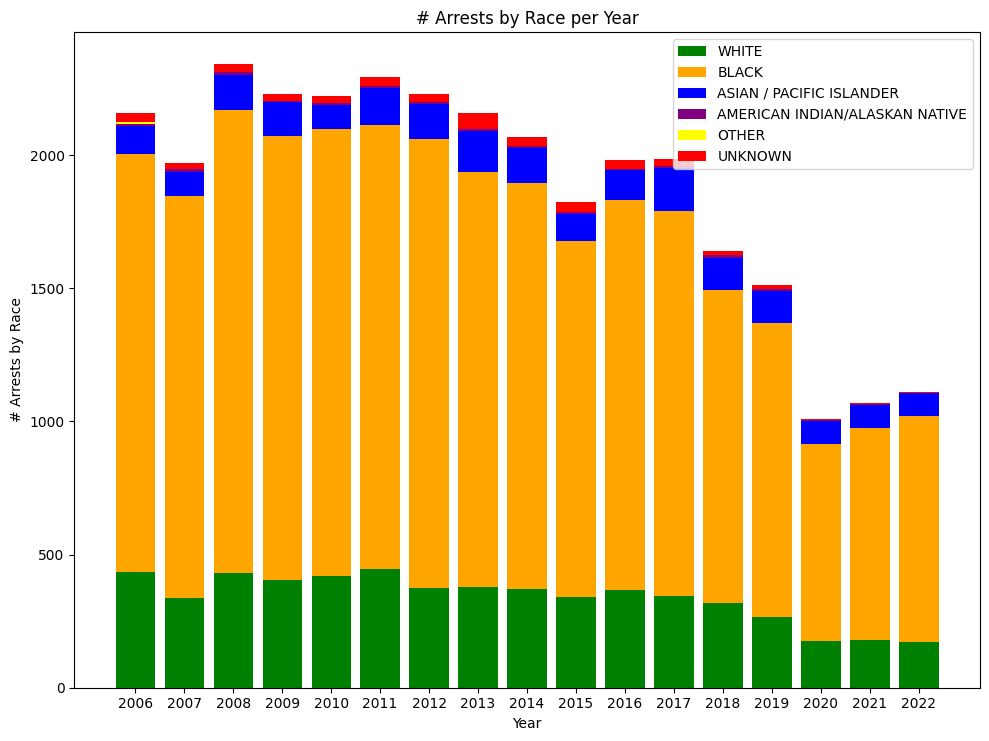 # Arrests by Race per Year
WHITE
BLACK
ASIAN / PACIFIC ISLANDER
AMERICAN INDIAN/ALASKAN NATIVE
OTHER
UNKNOWN
# Arrests by Race
2000
1500
1000
500
0
2006 2007 2008 2009 2010 2011 2012 2013 2014 2015 2016 2017 2018 2019 2020 2021 2022
Year